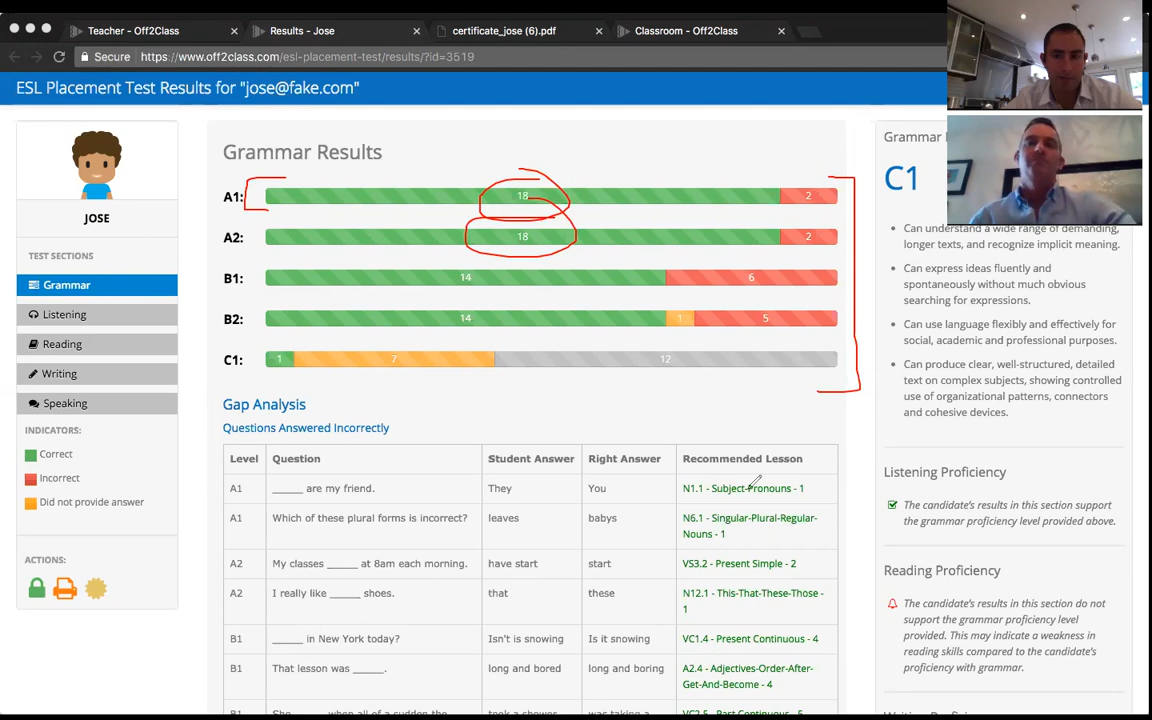 Teacher - Off2Class
Results - Jose
certificate_jose (6).pdf
Classroom - Off2Class
Secure
https://www.off2class.com/esl-placement-test/results/?id=3519
ESL Placement Test Results for "jose@fake.com"
JOSE
TEST SECTIONS
Grammar
Listening
Reading
Writing
Speaking
INDICATORS:
Correct
Incorrect
Did not provide answer
ACTIONS:
Grammar Results
A1: 18 2
A2: 18 2
B1: 14 6
B2: 14 1 5
C1: 1 7 12
Gap Analysis
Questions Answered Incorrectly
Level Question Student Answer Right Answer Recommended Lesson
A1 ______ are my friend. They You N1.1 - Subject-Pronouns - 1
A1 Which of these plural forms is incorrect? leaves babys N6.1 - Singular-Plural-Regular-
Nouns - 1
A2 My classes ______ at 8am each morning. have start start VS3.2 - Present Simple - 2
A2 I really like ______ shoes. that these N12.1 - This-That-These-Those -
1
B1 ______ in New York today? Isn't is snowing Is it snowing VC1.4 - Present Continuous - 4
B1 That lesson was ______. long and bored long and boring A2.4 - Adjectives-Order-After-
Get-And-Become - 4
Grammar
C1
Can understand a wide range of demanding,
longer texts, and recognize implicit meaning.
Can express ideas fluently and
spontaneously without much obvious
searching for expressions.
Can use language flexibly and effectively for
social, academic and professional purposes.
Can produce clear, well-structured, detailed
text on complex subjects, showing controlled
use of organizational patterns, connectors
and cohesive devices.
Listening Proficiency
The candidate's results in this section support
the grammar proficiency level provided above.
Reading Proficiency
The candidate's results in this section do not
support the grammar proficiency level
provided. This may indicate a weakness in
reading skills compared to the candidate's
proficiency with grammar.